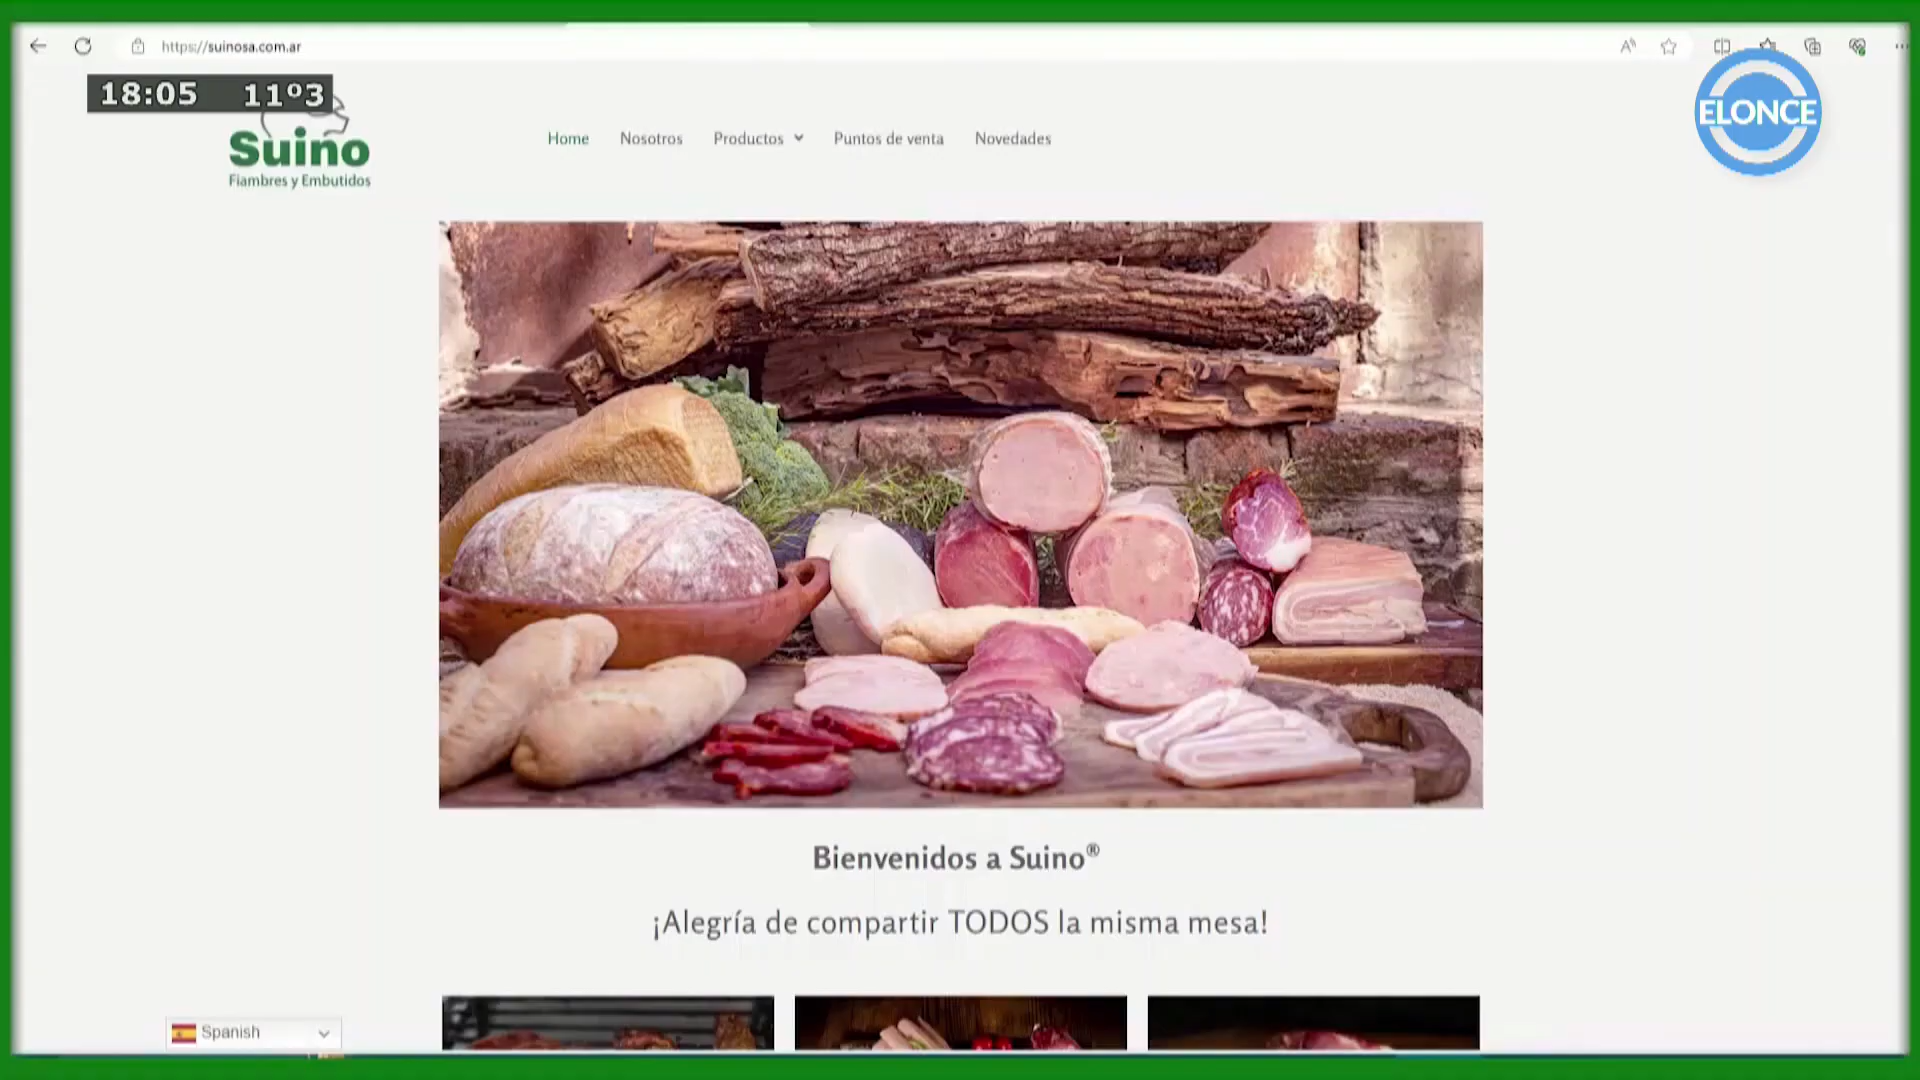 https://suinosa.com.ar
18:05 11º3
ELONCE
Suino
Fiambres y Embutidos
Home Nosotros Productos Puntos de venta Novedades
Bienvenidos a Suino®
¡Alegría de compartir TODOS la misma mesa!
Spanish